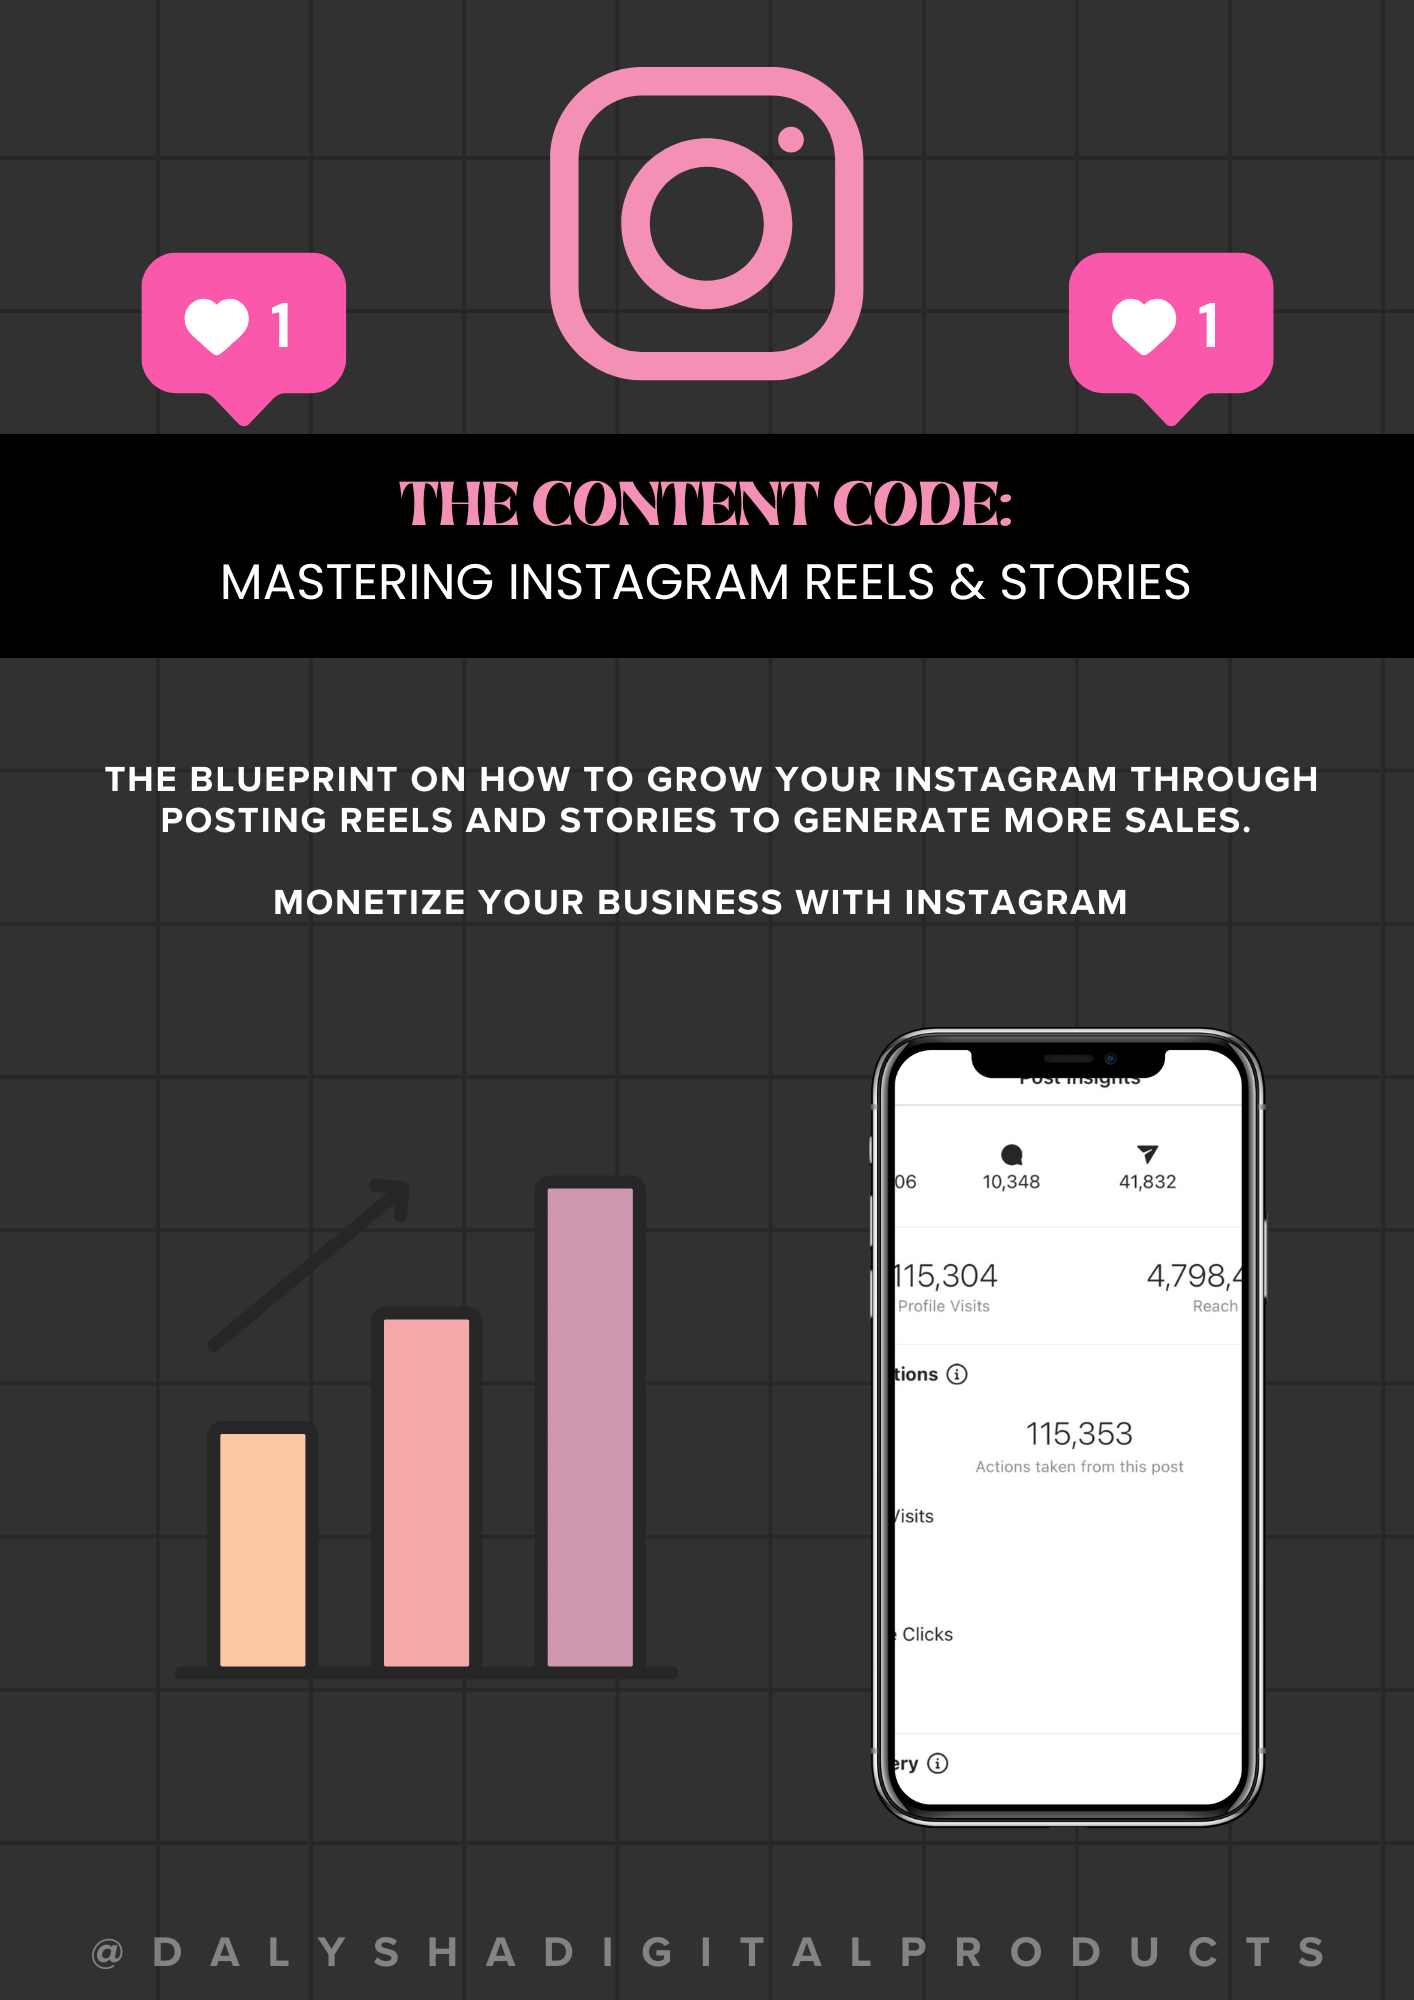 1
1
THE CONTENT CODE:
MASTERING INSTAGRAM REELS & STORIES
THE BLUEPRINT ON HOW TO GROW YOUR INSTAGRAM THROUGH
POSTING REELS AND STORIES TO GENERATE MORE SALES.
MONETIZE YOUR BUSINESS WITH INSTAGRAM
Post Insights
06 10,348 41,832
115,304 4,798,4
Profile Visits Reach
tions
115,353
Actions taken from this post
Visits
Clicks
ery
@DALYSHADIGITALPRODUCTS